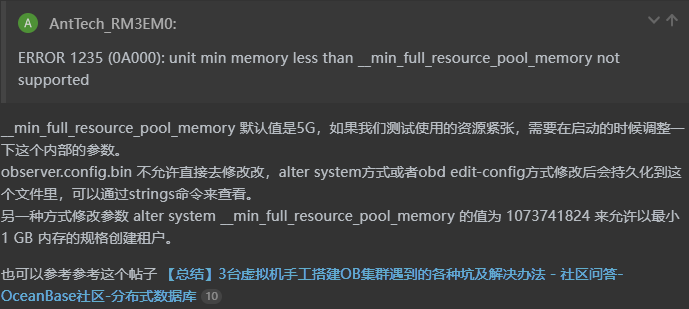 A AntTech_RM3EM0:
ERROR 1235 (0A000): unit min memory less than __min_full_resource_pool_memory not
supported
__min_full_resource_pool_memory 默认值是5G，如果我们测试使用的资源紧张，需要在启动的时候调整一
下这个内部的参数。
observer.config.bin 不允许直接去修改改，alter system方式或者obd edit-config方式修改后会持久化到这
个文件里，可以通过strings命令来查看。
另一种方式修改参数 alter system __min_full_resource_pool_memory 的值为 1073741824 来允许以最小
1 GB 内存的规格创建租户。
也可以参考参考这个帖子 【总结】3台虚拟机手工搭建OB集群遇到的各种坑及解决办法 - 社区问答-
OceanBase社区-分布式数据库 10